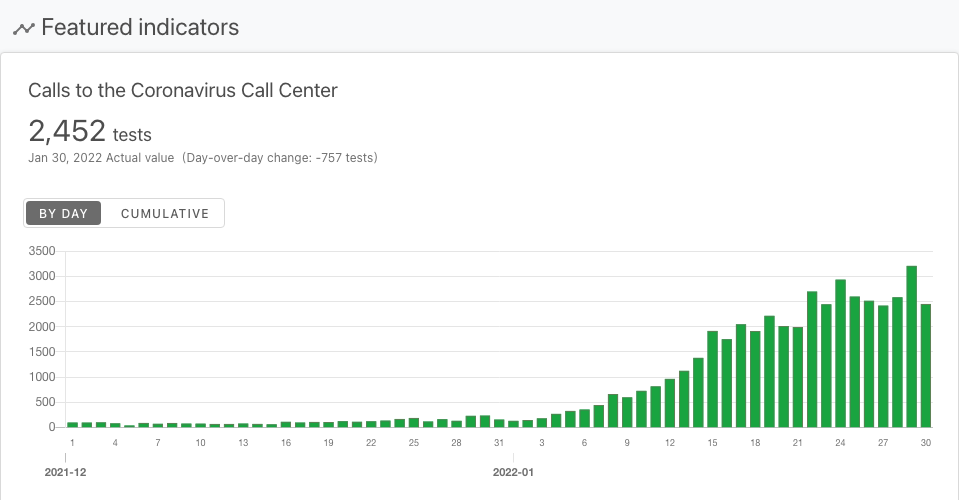 Featured indicators
Calls to the Coronavirus Call Center
2,452 tests
Jan 30, 2022 Actual value (Day-over-day change: -757 tests)
BY DAY CUMULATIVE
3500
3000
2500
2000
1500
1000
500
0
1 4 7 10 13 16 19 22 25 28 31 3 6 9 12 15 18 21 24 27 30
2021-12 2022-01